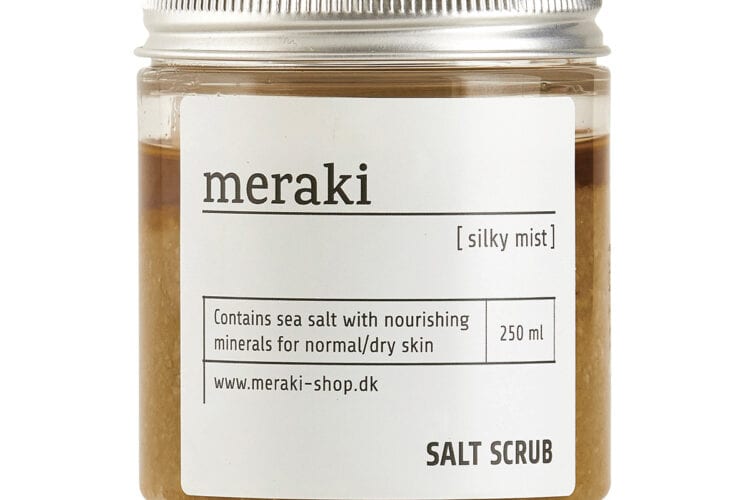 meraki
[ silky mist ]
Contains sea salt with nourishing
minerals for normal/dry skin
250 ml
www.meraki-shop.dk
SALT SCRUB